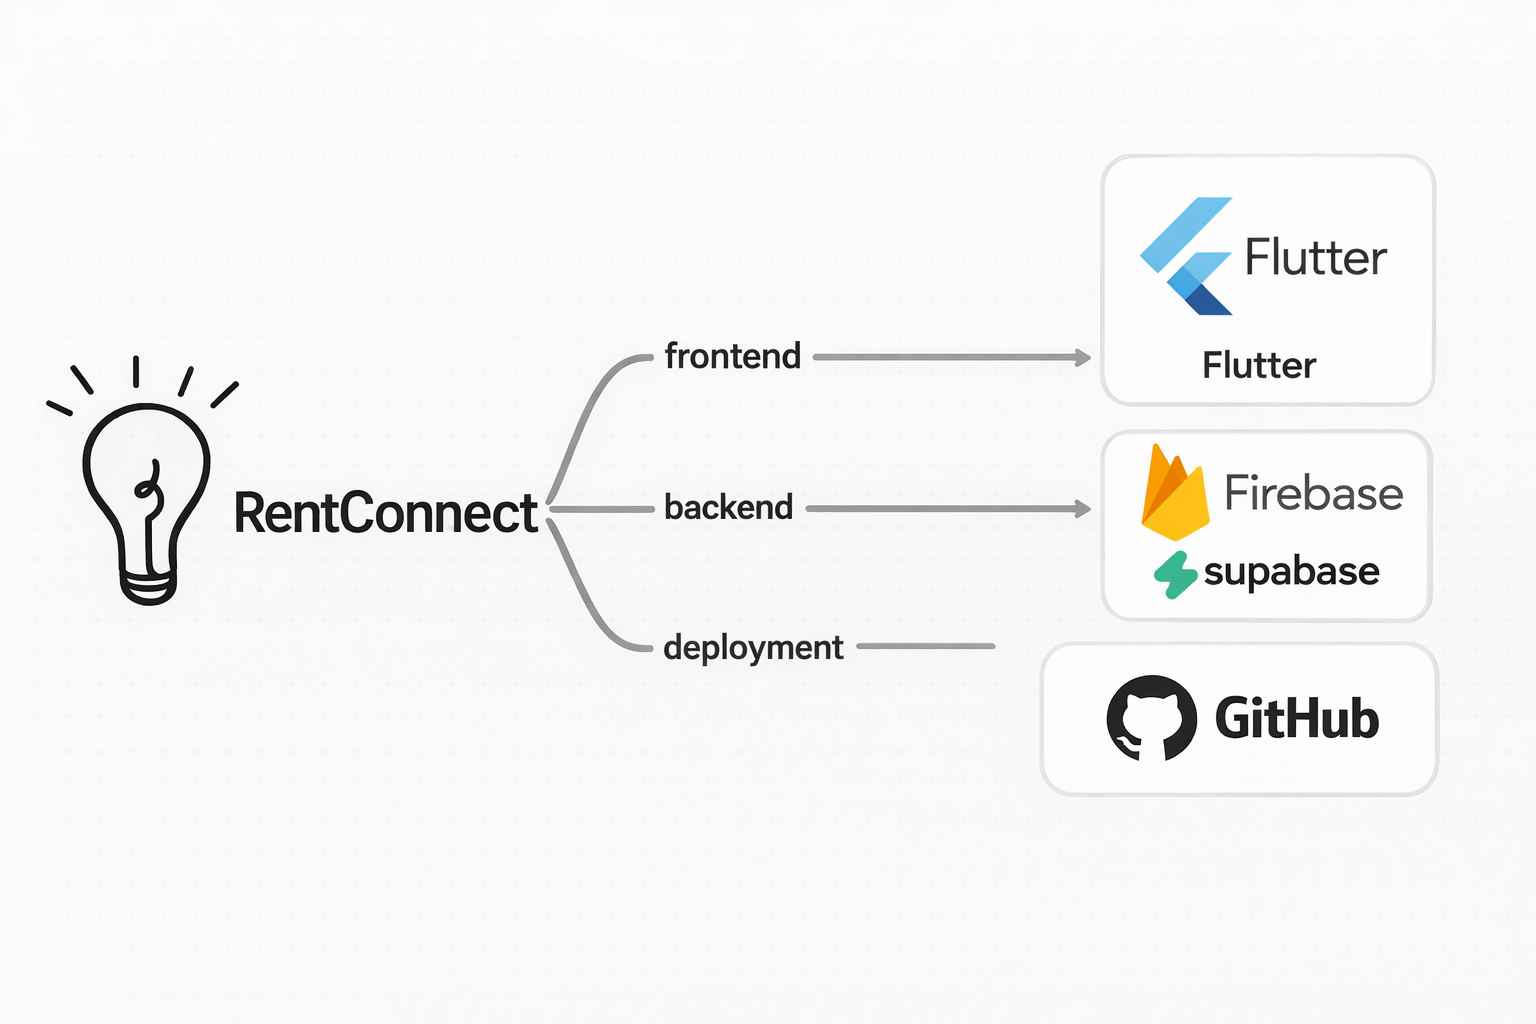 RentConnect
frontend
backend
deployment
Flutter
Flutter
Firebase
supabase
GitHub